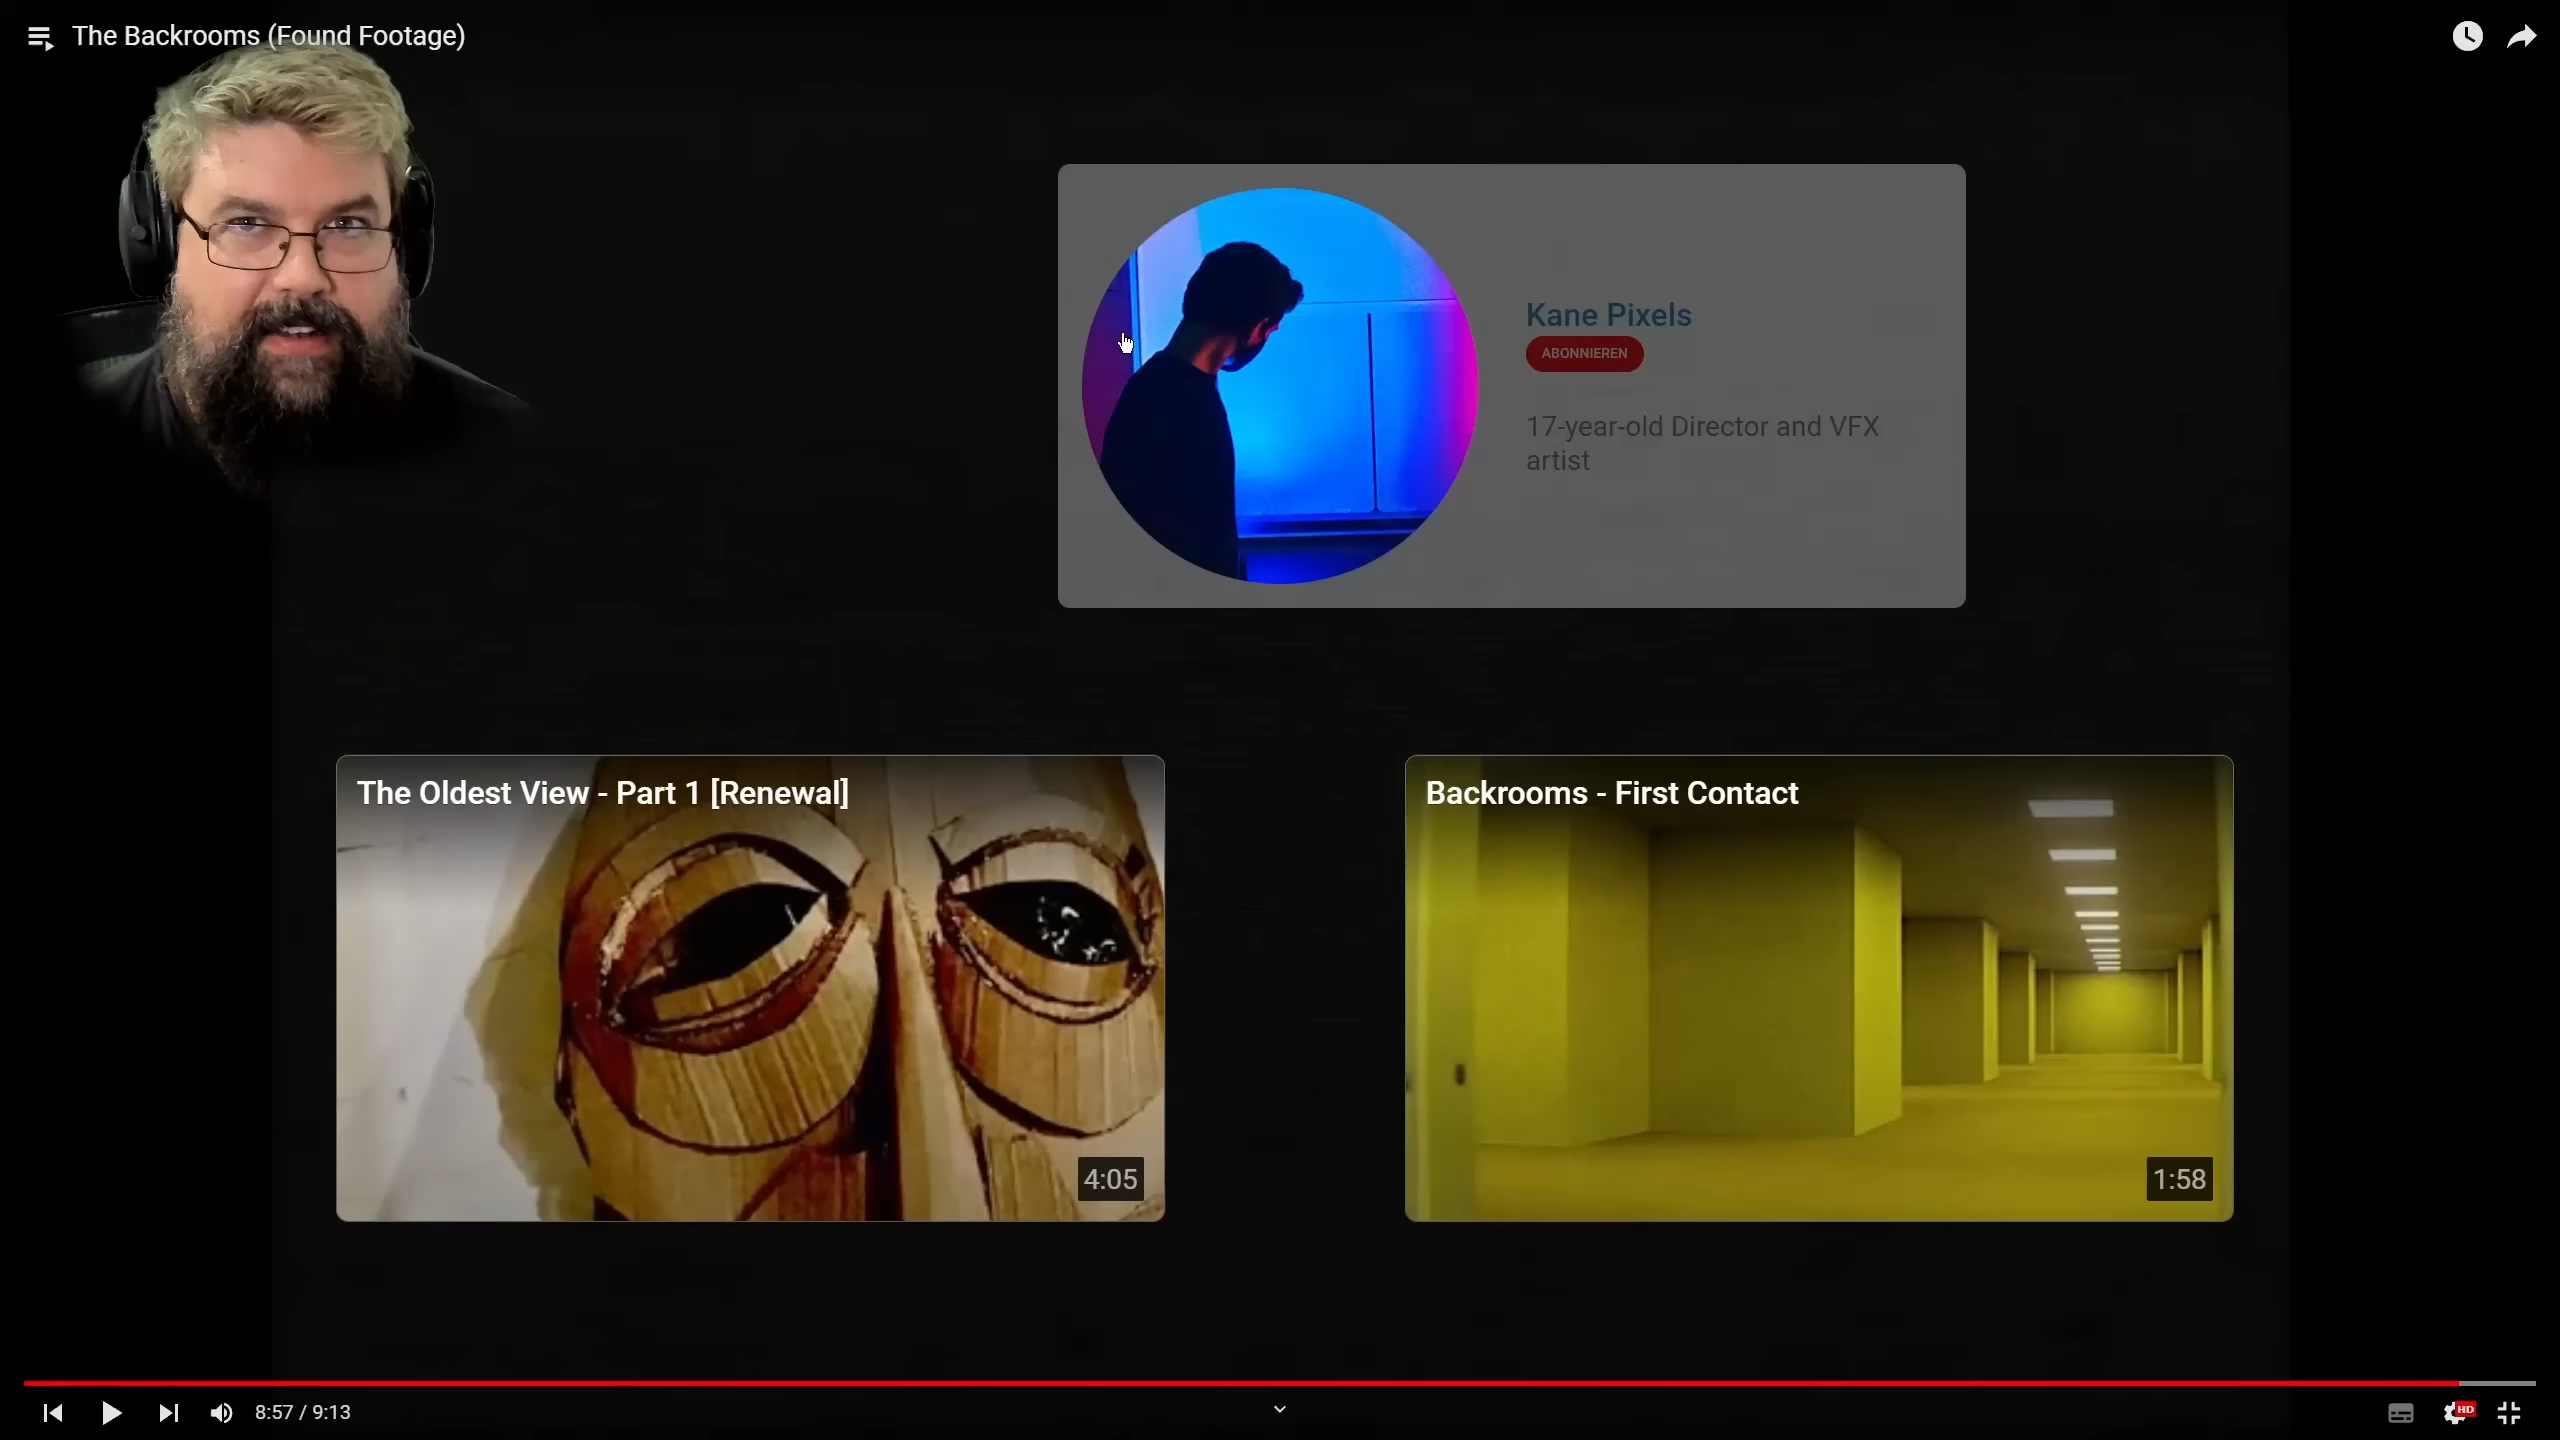 The Backrooms (Found Footage)
Kane Pixels
ABONNIEREN
17-year-old Director and VFX
artist
The Oldest View - Part 1 [Renewal]
4:05
Backrooms - First Contact
1:58
8:57 / 9:13
HD